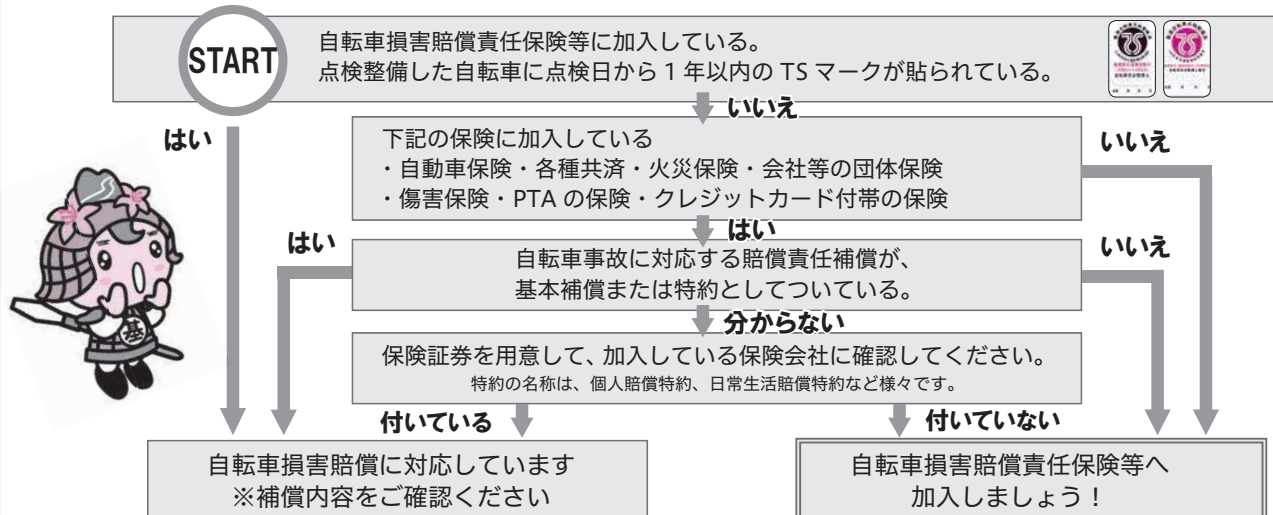 START
自転車損害賠償責任保険等に加入している。
点検整備した自転車に点検日から1年以内のTSマークが貼られている。
いいえ
はい
下記の保険に加入している
・自動車保険・各種共済・火災保険・会社等の団体保険
・傷害保険・PTAの保険・クレジットカード付帯の保険
いいえ
はい
はい
自転車事故に対応する賠償責任補償が、
基本補償または特約としてついている。
いいえ
分からない
保険証券を用意して、加入している保険会社に確認してください。
特約の名称は、個人賠償特約、日常生活賠償特約など様々です。
付いている
付いていない
自転車損害賠償に対応しています
※補償内容をご確認ください
自転車損害賠償責任保険等へ
加入しましょう！
基